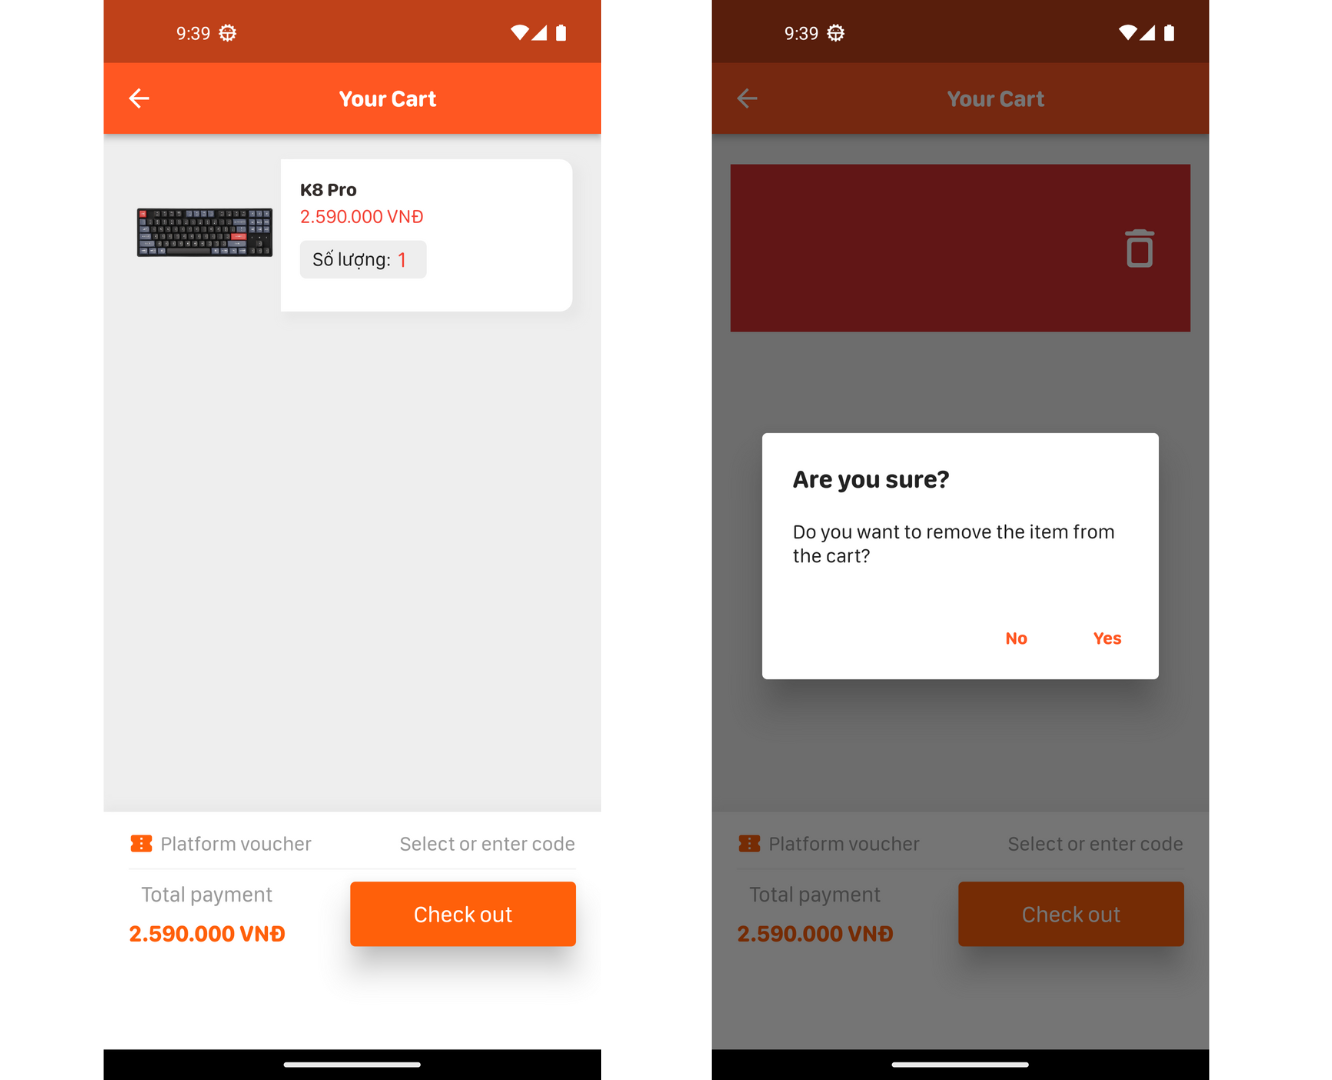 9:39
Your Cart
K8 Pro
2.590.000 VNĐ
Số lượng: 1
Platform voucher
Select or enter code
Total payment
2.590.000 VNĐ
Check out
9:39
Your Cart
Are you sure?
Do you want to remove the item from
the cart?
No
Yes
Platform voucher
Select or enter code
Total payment
2.590.000 VNĐ
Check out